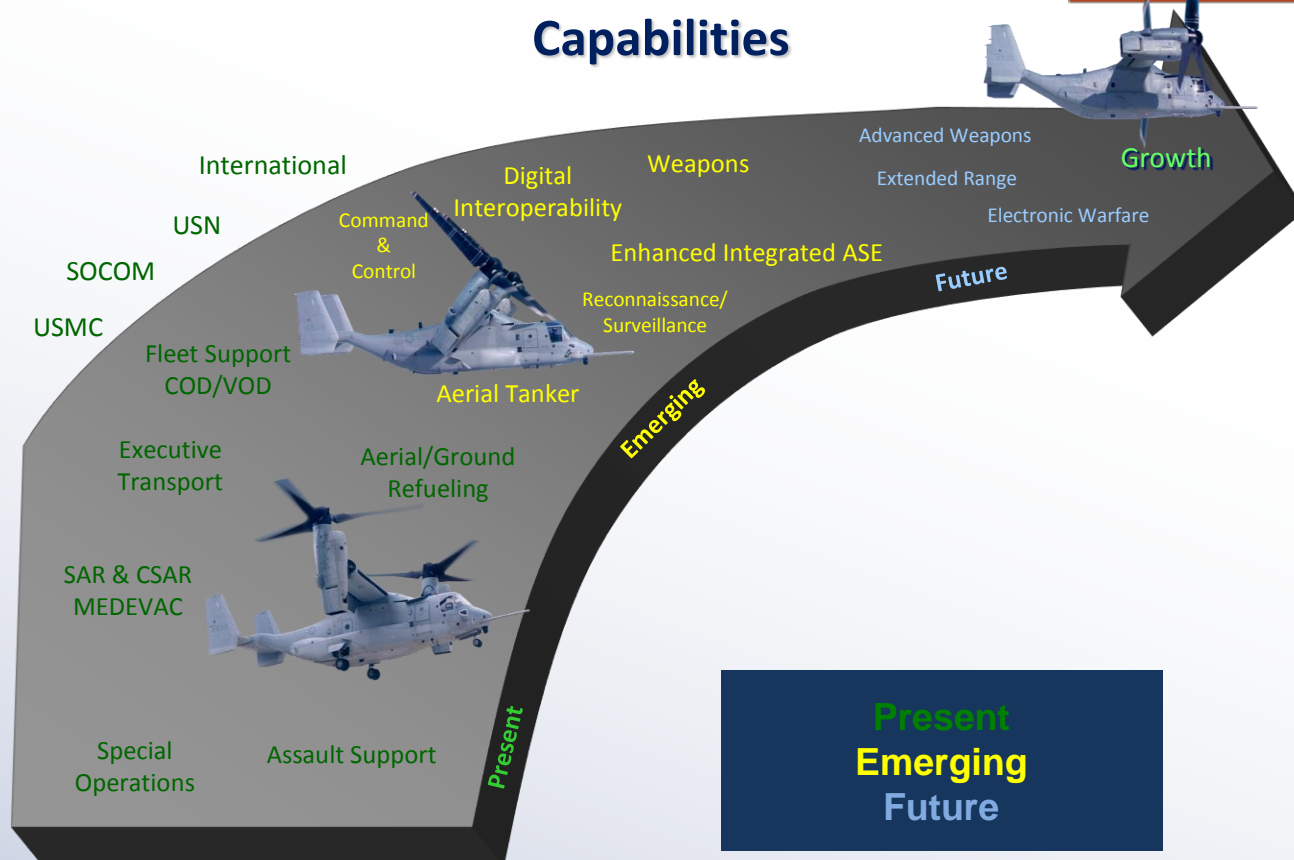 Capabilities
International
USN
SOCOM
USMC
Command
&
Control
Digital
Interoperability
Weapons
Enhanced Integrated ASE
Reconnaissance/
Surveillance
Aerial Tanker
Advanced Weapons
Extended Range
Electronic Warfare
Growth
Fleet Support
COD/VOD
Executive
Transport
Aerial/Ground
Refueling
SAR & CSAR
MEDEVAC
Special
Operations
Assault Support
Present
Emerging
Future
Present
Emerging
Future